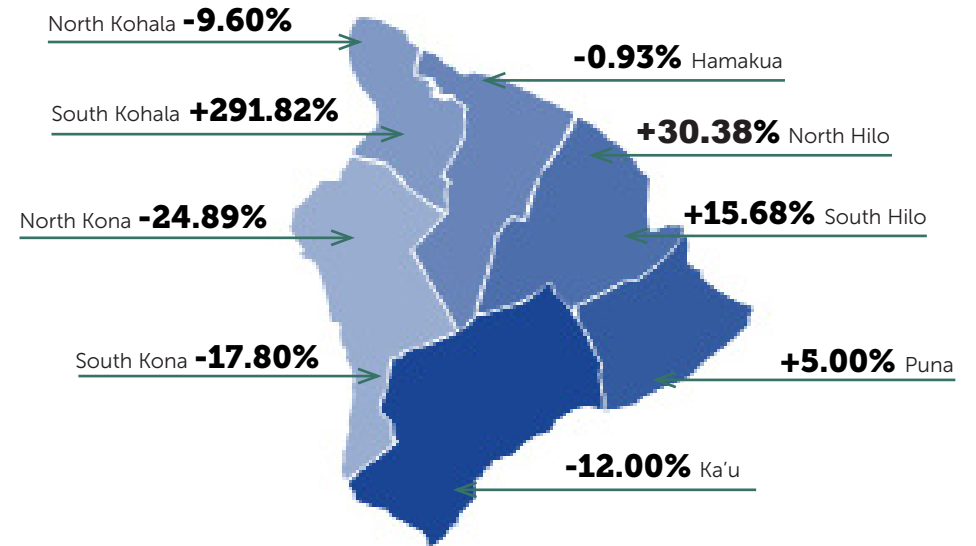 North Kohala -9.60%
-0.93% Hamakua
South Kohala +291.82%
+30.38% North Hilo
North Kona -24.89%
+15.68% South Hilo
South Kona -17.80%
+5.00% Puna
-12.00% Ka'u